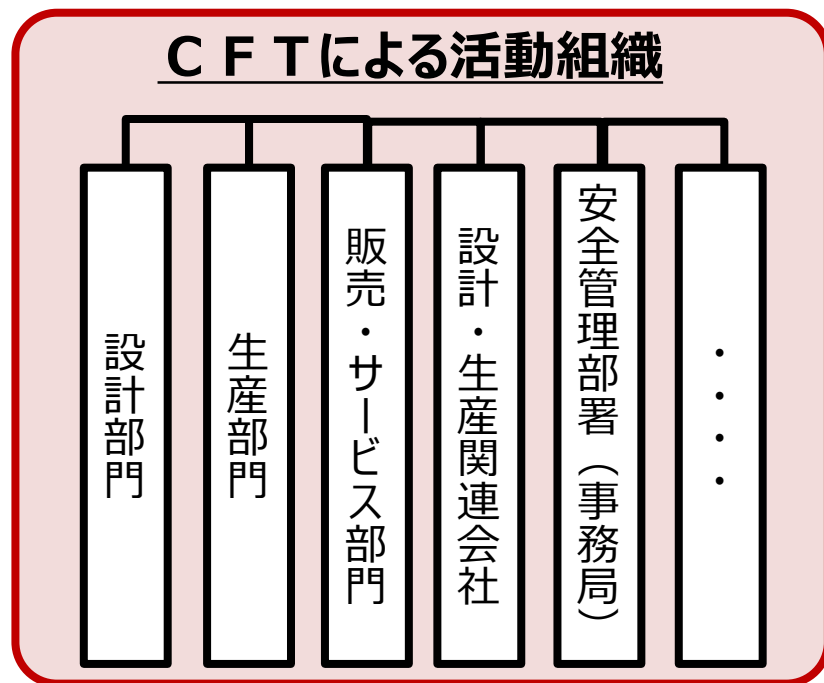 ＣＦＴによる活動組織
設計部門
生産部門
販売・サービス部門
設計・生産関連会社
安全管理部署（事務局）
・・・・